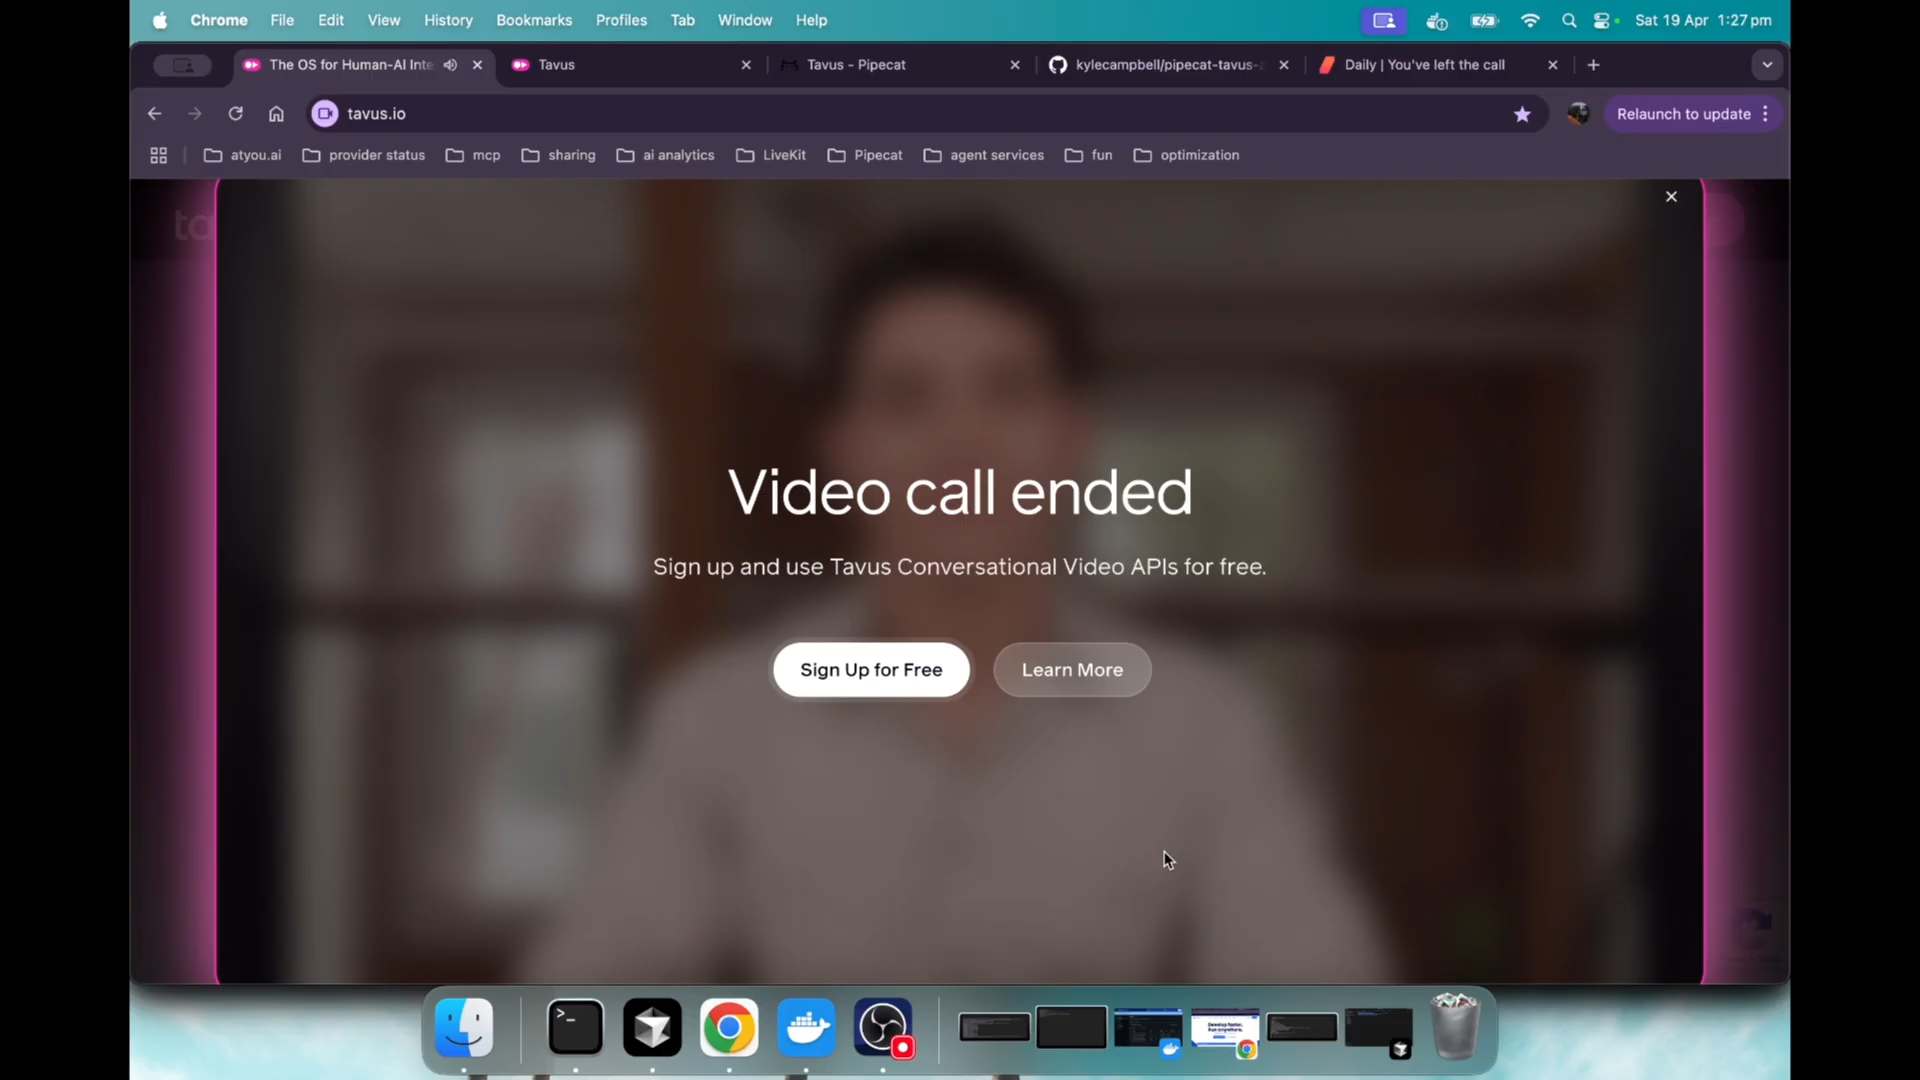 Chrome File Edit View History Bookmarks Profiles Tab Window Help Sat 19 Apr 1:27 pm
The OS for Human-AI Inte Tavus Tavus - Pipecat kylecampbell/pipecat-tavus- Daily | You've left the call
tavus.io Relaunch to update
atyou.ai provider status mcp sharing ai analytics LiveKit Pipecat agent services fun optimization
ta
Video call ended
Sign up and use Tavus Conversational Video APIs for free.
Sign Up for Free Learn More